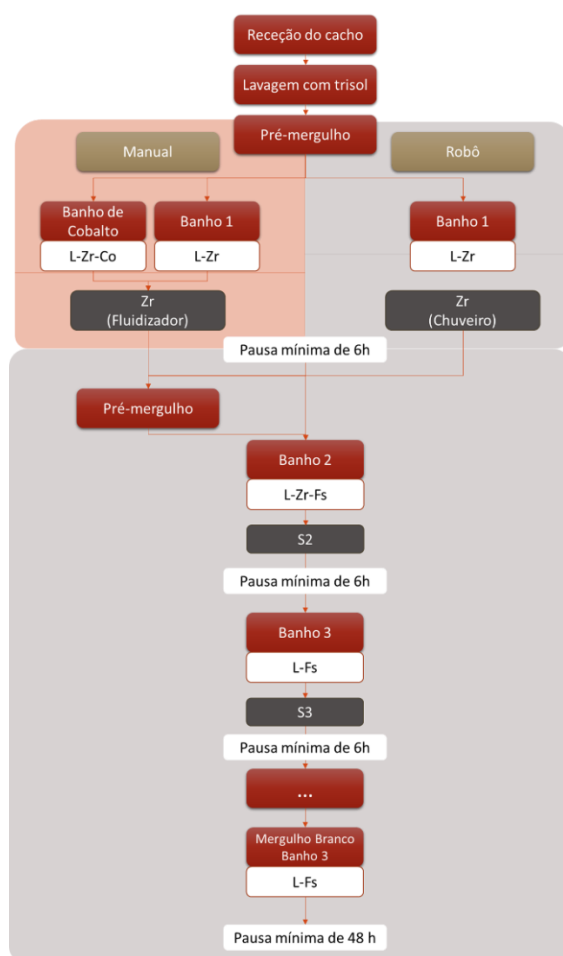 Receção do cacho
Lavagem com trisol
Pré-mergulho
Manual
Robô
Banho de
Cobalto
L-Zr-Co
Banho 1
L-Zr
Banho 1
L-Zr
Zr
(Fluidizador)
Zr
(Chuveiro)
Pausa mínima de 6h
Pré-mergulho
Banho 2
L-Zr-Fs
S2
Pausa mínima de 6h
Banho 3
L-Fs
S3
Pausa mínima de 6h
...
Mergulho Branco
Banho 3
L-Fs
Pausa mínima de 48 h